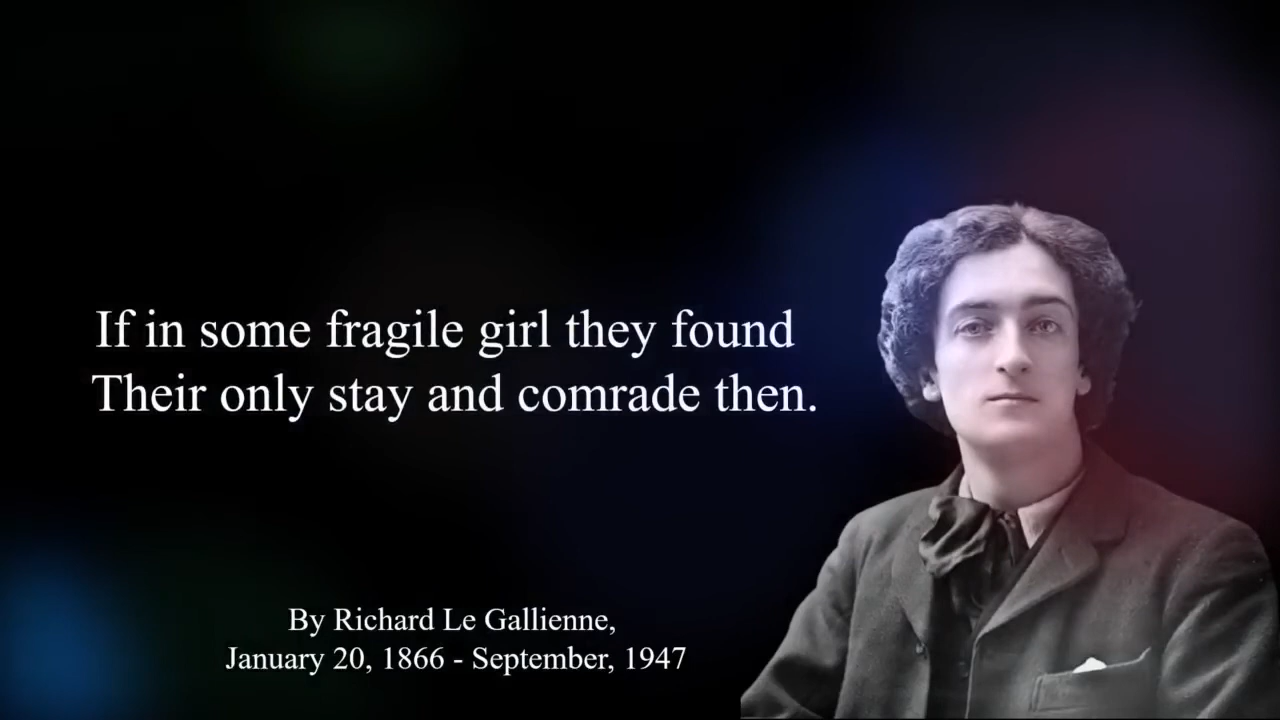 If in some fragile girl they found
Their only stay and comrade then.
By Richard Le Gallienne,
January 20, 1866 - September, 1947